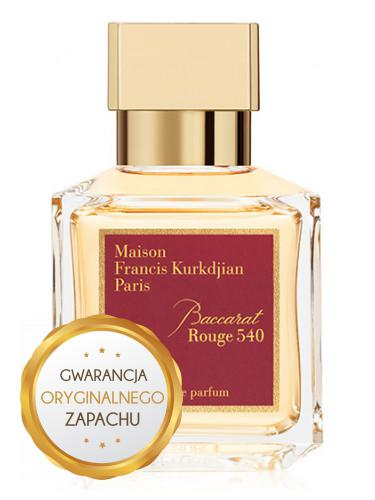 Maison
Francis Kurkdjian
Paris
Baccarat
Rouge 540
parfum
GWARANCJA
ORYGINALNEGO
ZAPACHU